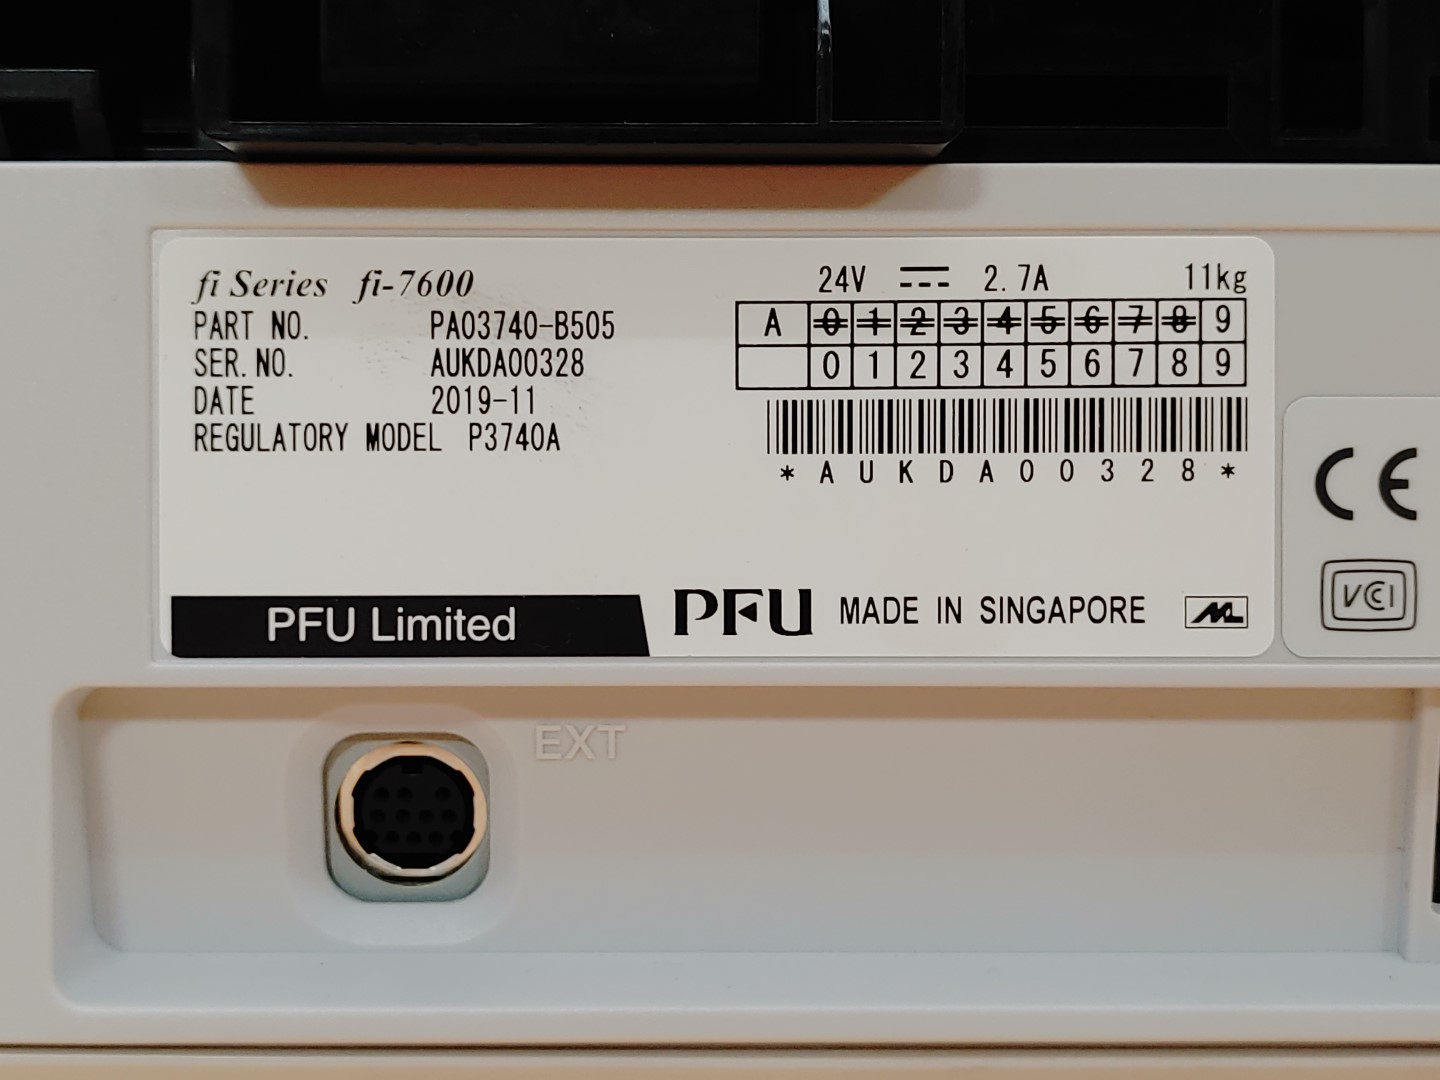 fi Series fi-7600
PART NO. PA03740-B505
SER. NO. AUKDA00328
DATE 2019-11
REGULATORY MODEL P3740A
24V 2.7A 11kg
A 0 1 2 3 4 5 6 7 8 9
0 1 2 3 4 5 6 7 8 9
*AUKDA00328*
PFU Limited
PFU MADE IN SINGAPORE
CE
VCI
EXT